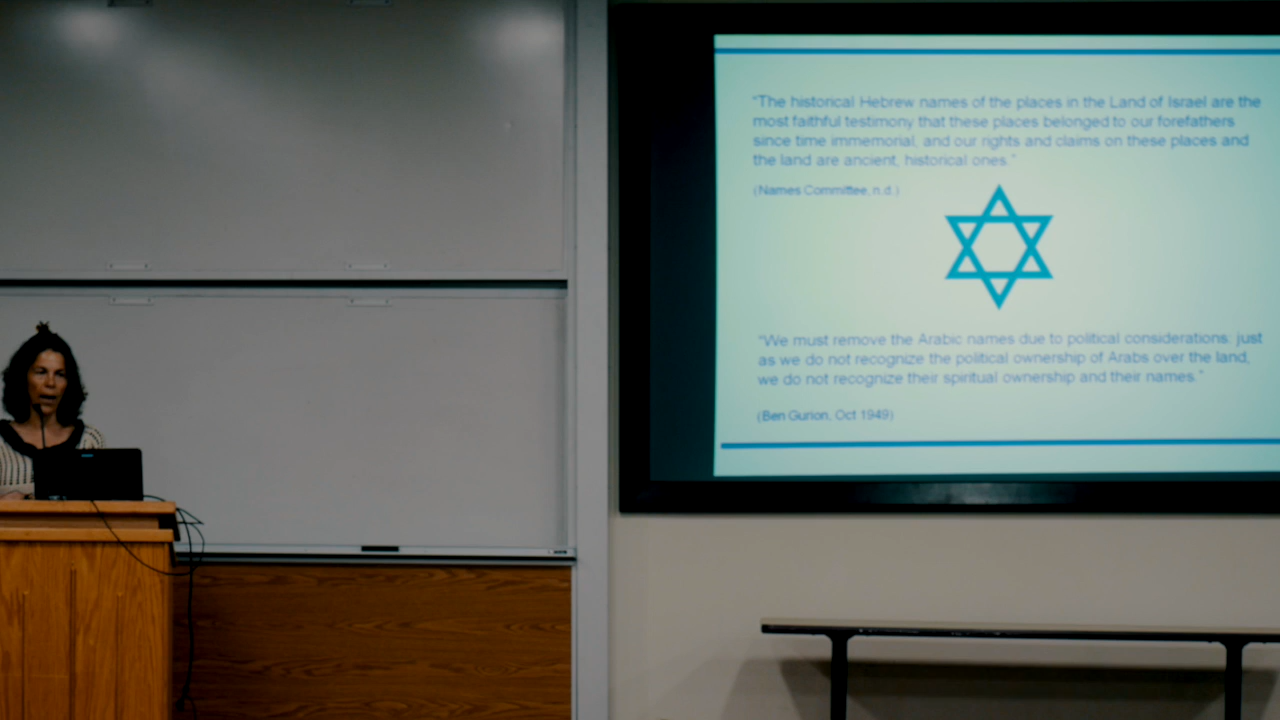 "The historical Hebrew names of the places in the Land of Israel are the
most faithful testimony that these places belonged to our forefathers
since time immemorial, and our rights and claims on these places and
the land are ancient, historical ones."
(Names Committee, n.d.)
"We must remove the Arabic names due to political considerations: just
as we do not recognize the political ownership of Arabs over the land,
we do not recognize their spiritual ownership and their names."
(Ben Gurion, Oct 1949)